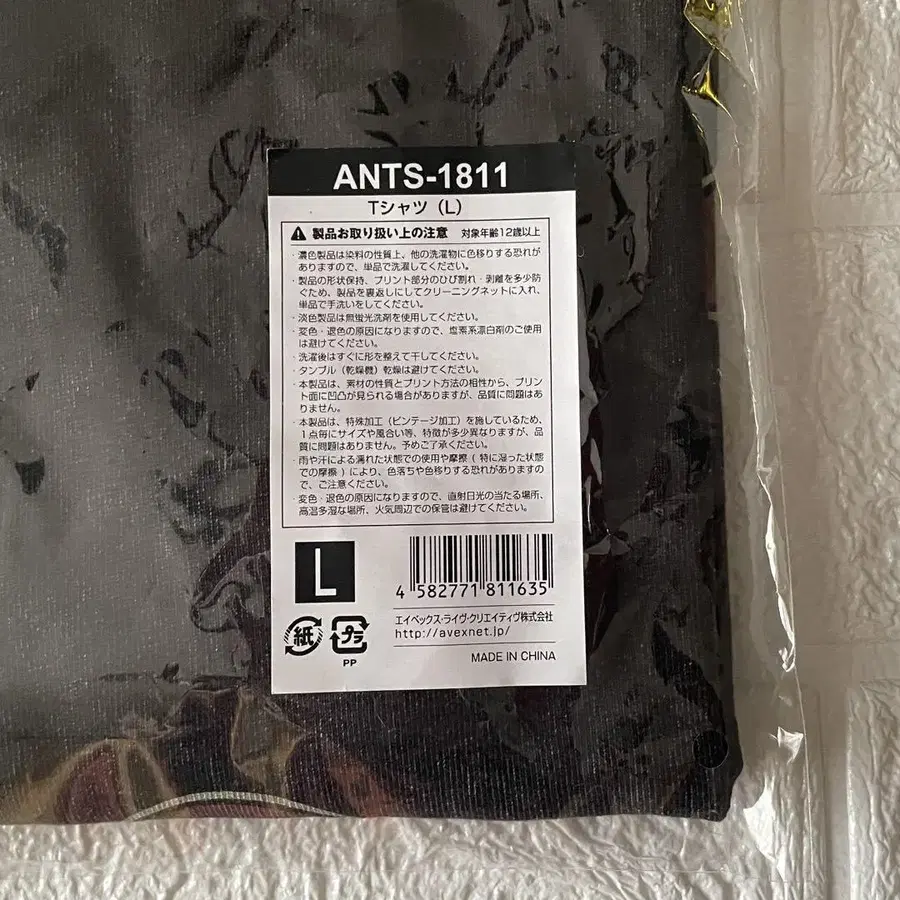 ANTS-1811
Tシャツ（L）
製品お取り扱い上の注意 対象年齢12歳以上
・濃色製品は染料の性質上、他の洗濯物に色移りする恐れが
ありますので、単品で洗濯してください。
・製品の形状保持、プリント部分のひび割れ・剥離を多少防
ぐため、製品を裏返しにしてクリーニングネットに入れ、
単品で手洗いをしてください。
・淡色製品は無蛍光洗剤を使用してください。
・変色・退色の原因になりますので、塩素系漂白剤のご使用
は避けてください。
・洗濯後はすぐに形を整えて干してください。
・タンブル（乾燥機）乾燥は避けてください。
・本製品は、素材の性質とプリント方法の相性から、プリント
面に凹凸が見られる場合がありますが、品質に問題はあ
りません。
・本製品は、特殊加工（ビンテージ加工）を施しているため、
1点毎にサイズや風合い等、特徴が多少異なりますが、品
質に問題はありません。予めご了承ください。
・雨や汗による濡れた状態での使用や摩擦（特に湿った状態
での摩擦）により、色落ちや色移りする恐れがありますの
で、ご注意ください。
・変色・退色の原因になりますので、直射日光の当たる場所、
高温多湿な場所、火気周辺での保管は避けてください。
L
4 582771 811635
エイベックス・ライヴ・クリエイティヴ株式会社
http://avexnet.jp/
紙 プラ
PP
MADE IN CHINA